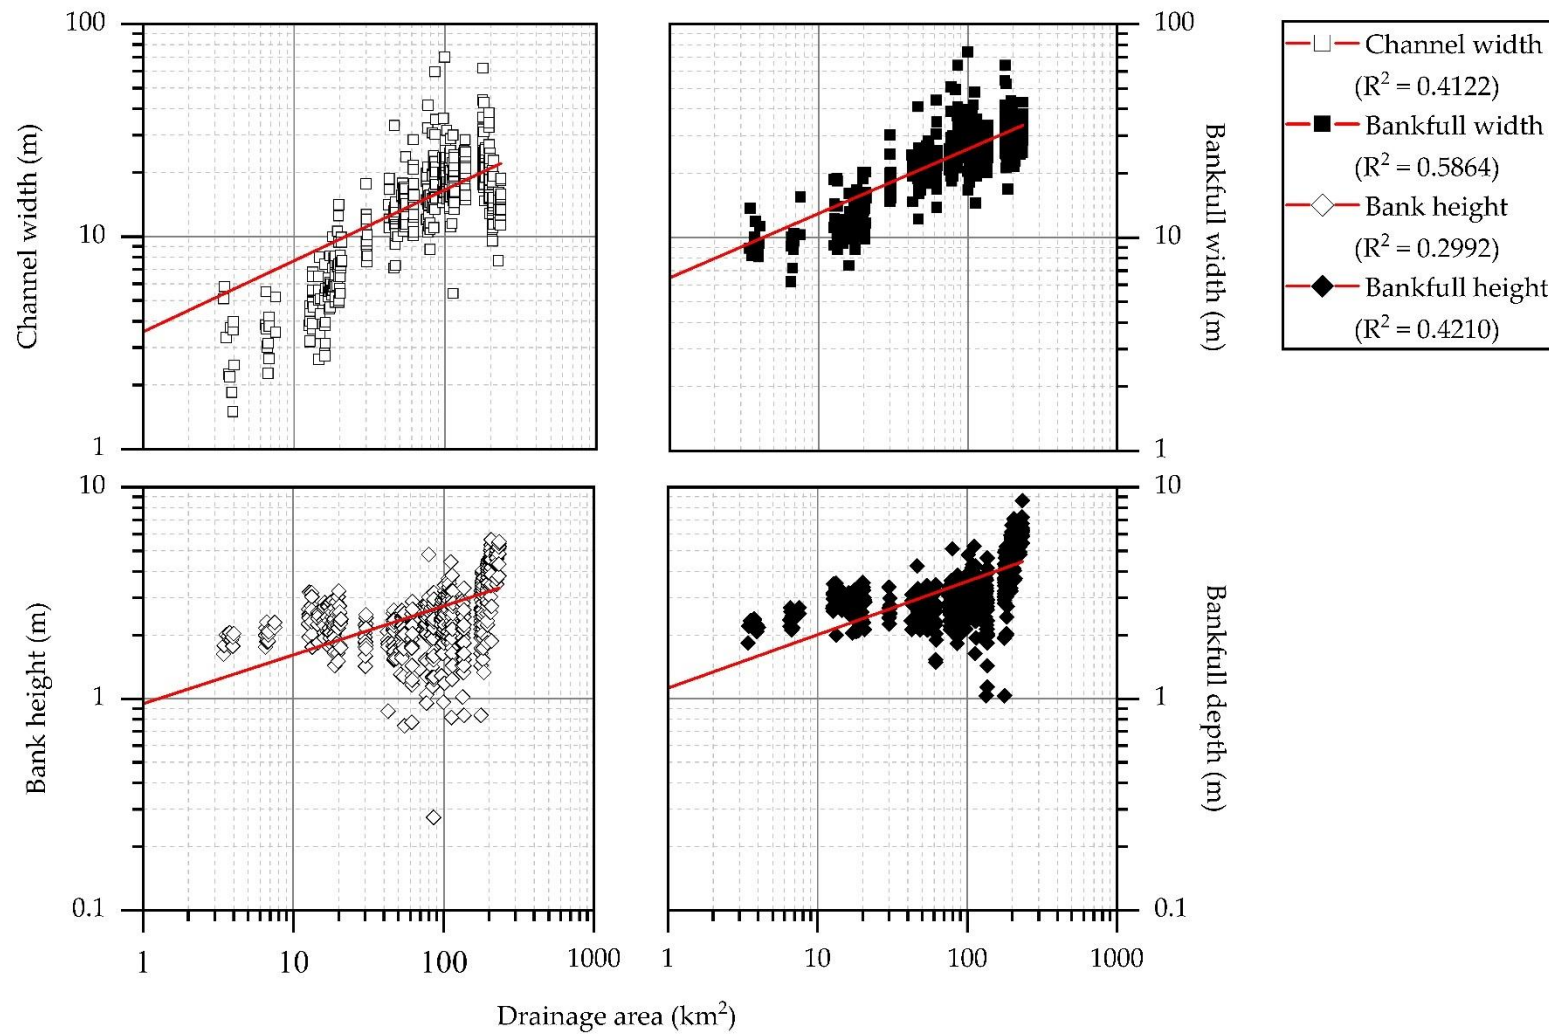 100
10
1
Channel width (m)
100
10
1
Bankfull width (m)
Channel width
(R² = 0.4122)
Bankfull width
(R² = 0.5864)
Bank height
(R² = 0.2992)
Bankfull height
(R² = 0.4210)
10
1
0.1
Bank height (m)
1
10
100
1000
10
1
0.1
Bankfull depth (m)
1
10
100
1000
Drainage area (km²)